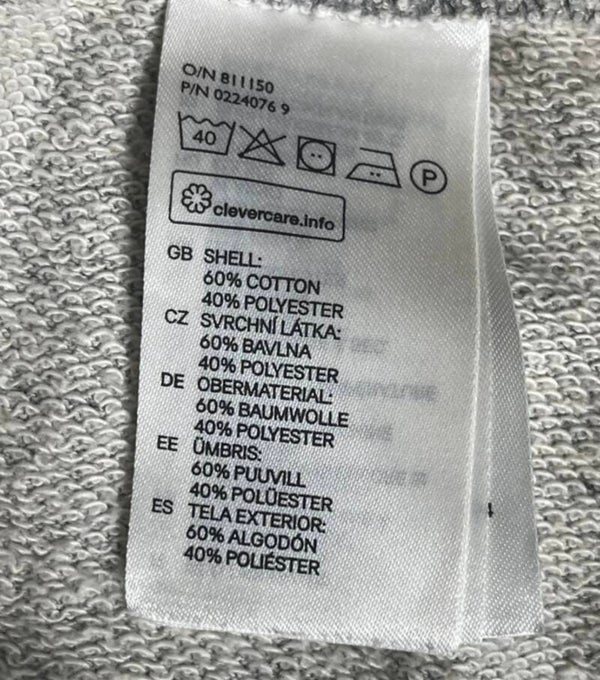 O/N 811150
P/N 0224076 9
40 P
clevercare.info
GB SHELL:
60% COTTON
40% POLYESTER
CZ SVRCHNÍ LÁTKA:
60% BAVLNA
40% POLYESTER
DE OBERMATERIAL:
60% BAUMWOLLE
40% POLYESTER
EE ÜMBRIS:
60% PUUVILL
40% POLÜESTER
ES TELA EXTERIOR:
60% ALGODÓN
40% POLIÉSTER